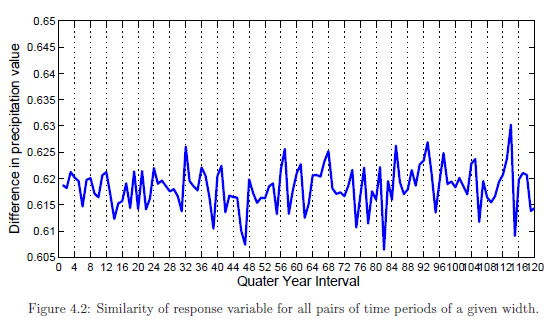 0.65
0.645
0.64
0.635
0.63
0.625
0.62
0.615
0.61
0.605
Difference in precipitation value
0 4 8 12 16 20 24 28 32 36 40 44 48 52 56 60 64 68 72 76 80 84 88 92 96 100 104 108 112 116 120
Quater Year Interval
Figure 4.2: Similarity of response variable for all pairs of time periods of a given width.